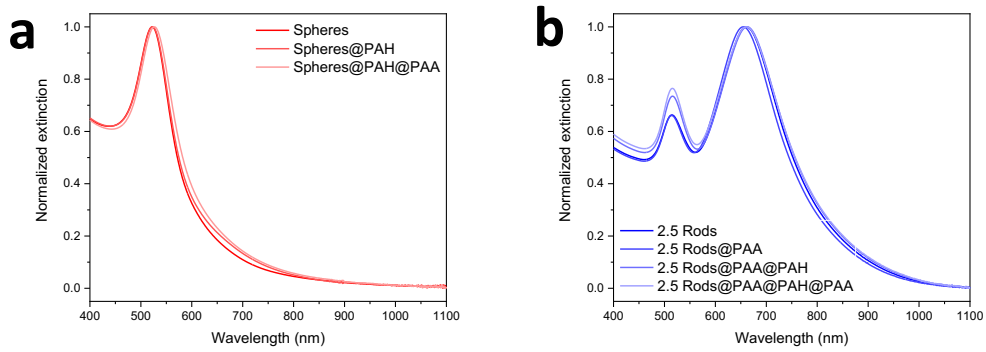 a
Spheres
Spheres@PAH
Spheres@PAH@PAA
Normalized extinction
1.0
0.8
0.6
0.4
0.2
0.0
400 500 600 700 800 900 1000 1100
Wavelength (nm)
b
Normalized extinction
1.0
0.8
0.6
0.4
0.2
0.0
2.5 Rods
2.5 Rods@PAA
2.5 Rods@PAA@PAH
2.5 Rods@PAA@PAH@PAA
400 500 600 700 800 900 1000 1100
Wavelength (nm)